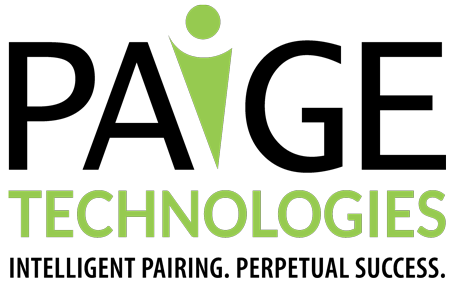 PAiGE
TECHNOLOGIES
INTELLIGENT PAIRING. PERPETUAL SUCCESS.